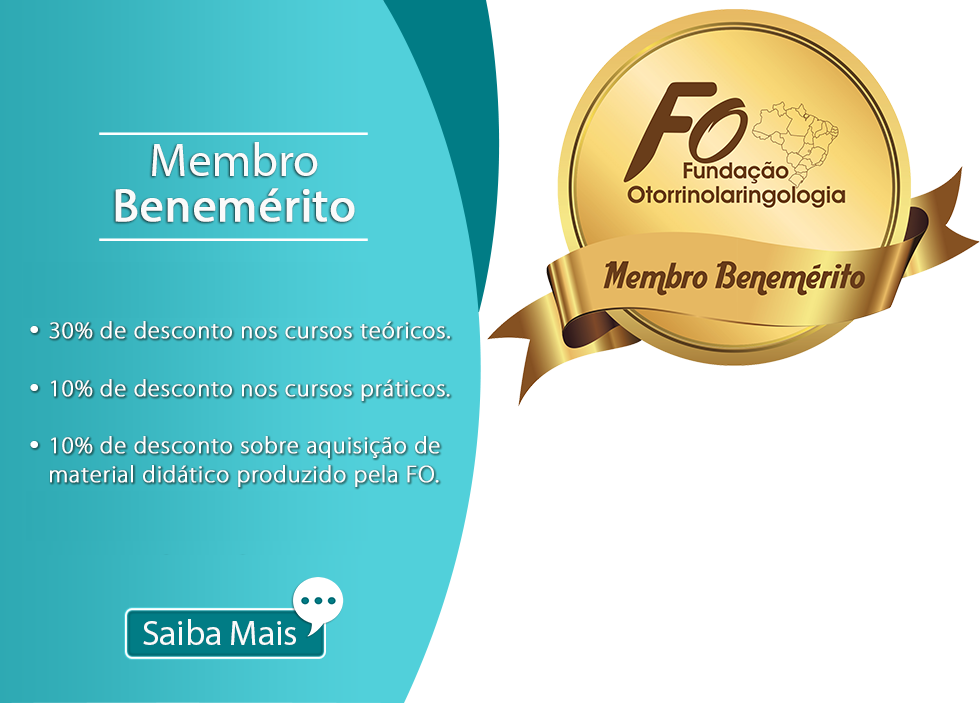 Membro
Benemérito
• 30% de desconto nos cursos teóricos.
• 10% de desconto nos cursos práticos.
• 10% de desconto sobre aquisição de
material didático produzido pela FO.
Saiba Mais
FO
Fundação
Otorrinolaringologia
Membro Benemérito